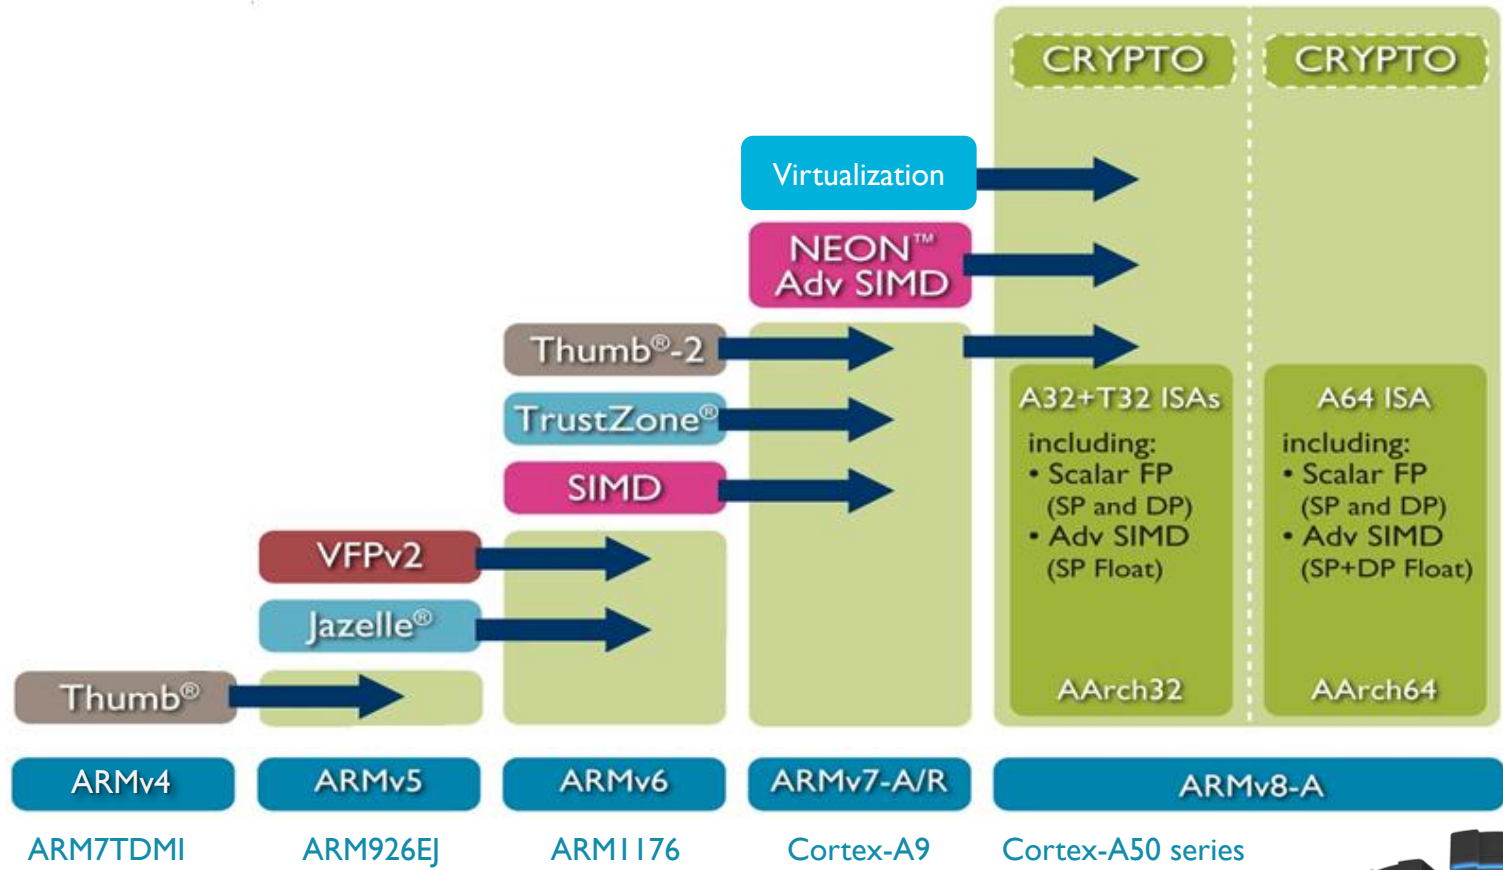 CRYPTO
CRYPTO
Virtualization
NEON™
Adv SIMD
Thumb®-2
TrustZone®
SIMD
VFPv2
Jazelle®
Thumb®
A32+T32 ISAs
including:
• Scalar FP
(SP and DP)
• Adv SIMD
(SP Float)
AArch32
A64 ISA
including:
• Scalar FP
(SP and DP)
• Adv SIMD
(SP+DP Float)
AArch64
ARMv4
ARMv5
ARMv6
ARMv7-A/R
ARMv8-A
ARM7TDMI
ARM926EJ
ARM1176
Cortex-A9
Cortex-A50 series